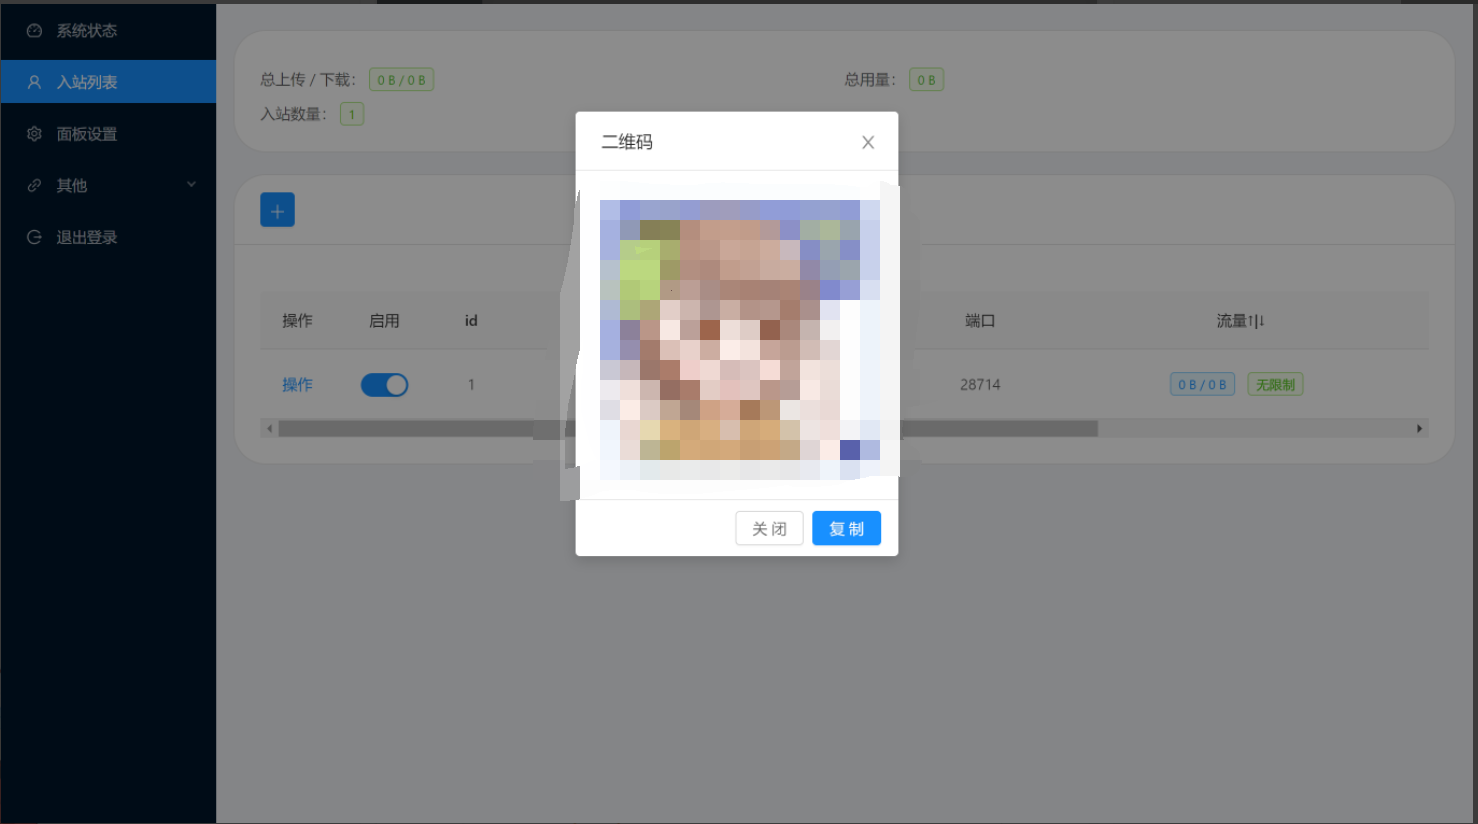 系统状态
入站列表
面板设置
其他
退出登录
总上传 / 下载： 0 B / 0 B
总用量： 0 B
入站数量： 1
+
二维码
操作 启用 id 端口 流量↑|↓
操作 1 28714 0 B / 0 B 无限制
关 闭 复 制